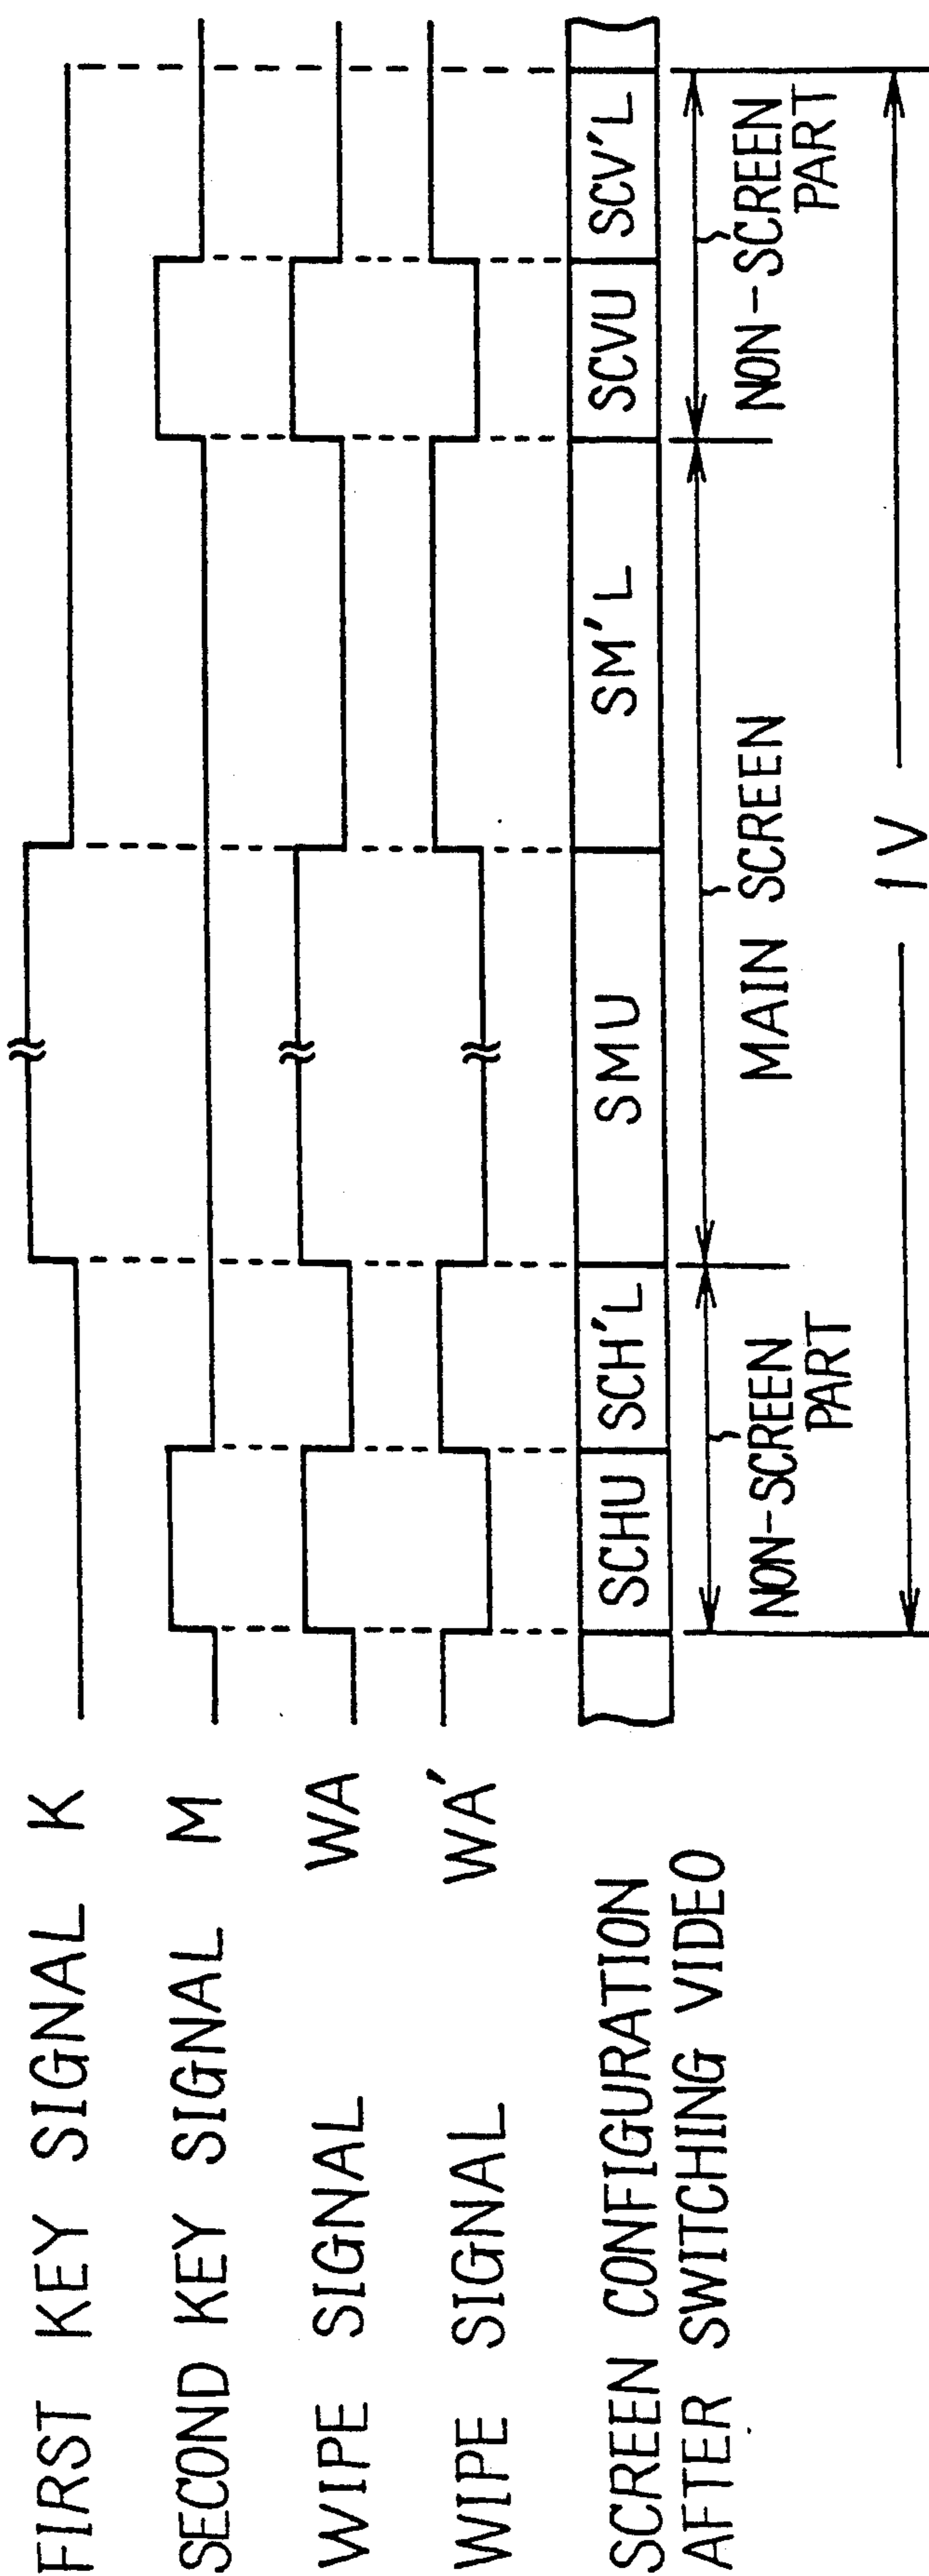 FIRST KEY SIGNAL K
SECOND KEY SIGNAL M
WIPE SIGNAL WA
WIPE SIGNAL WA'
SCREEN CONFIGURATION
AFTER SWITCHING VIDEO
SCHU SCH'L SMU SM'L SCVU SCV'L
NON-SCREEN
PART
MAIN SCREEN
NON-SCREEN
PART
1V